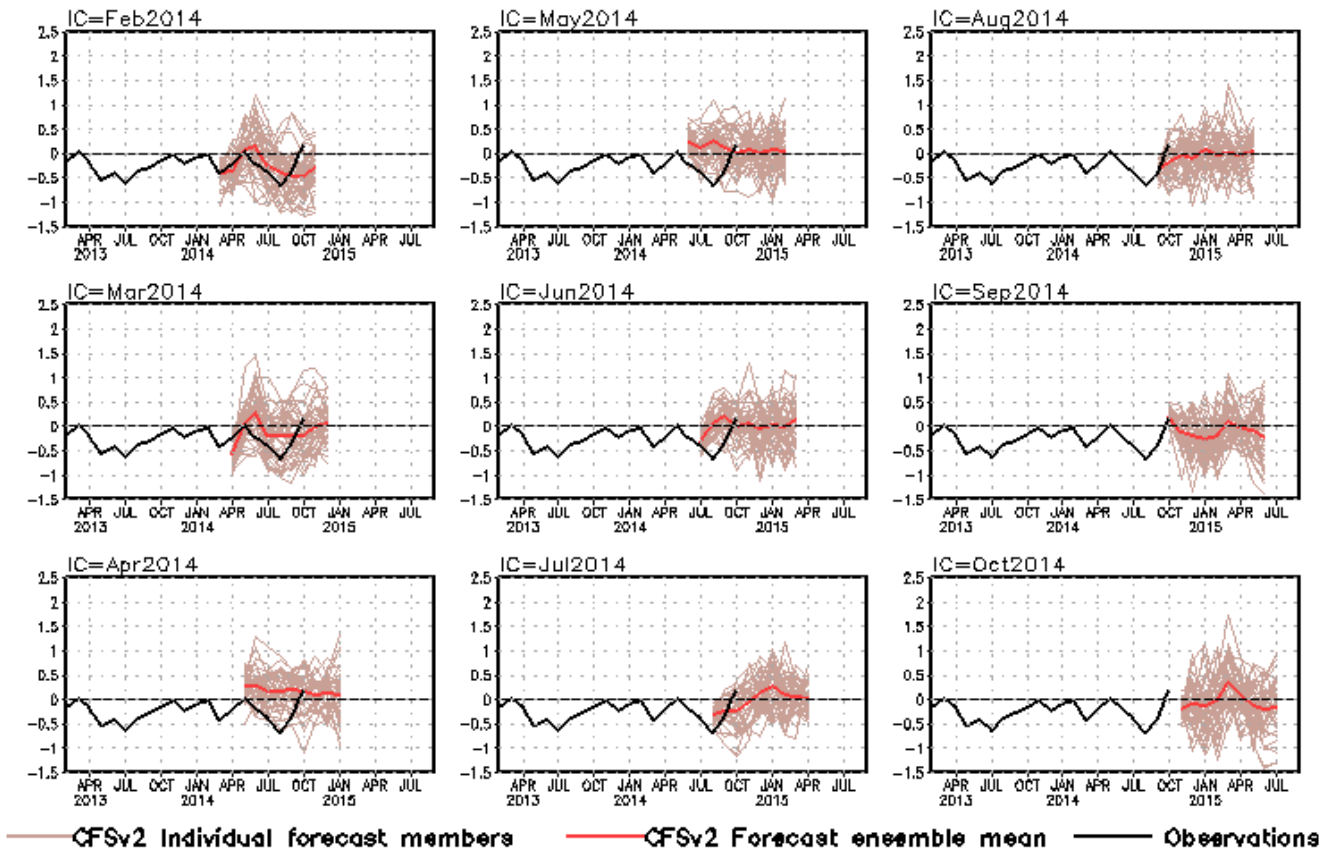 IC=Feb2014
2.5
2
1.5
1
0.5
0
−0.5
−1
−1.5
APR JUL OCT JAN APR JUL OCT JAN APR JUL
2013 2014 2015
IC=May2014
2.5
2
1.5
1
0.5
0
−0.5
−1
−1.5
APR JUL OCT JAN APR JUL OCT JAN APR JUL
2013 2014 2015
IC=Aug2014
2.5
2
1.5
1
0.5
0
−0.5
−1
−1.5
APR JUL OCT JAN APR JUL OCT JAN APR JUL
2013 2014 2015
IC=Mar2014
2.5
2
1.5
1
0.5
0
−0.5
−1
−1.5
APR JUL OCT JAN APR JUL OCT JAN APR JUL
2013 2014 2015
IC=Jun2014
2.5
2
1.5
1
0.5
0
−0.5
−1
−1.5
APR JUL OCT JAN APR JUL OCT JAN APR JUL
2013 2014 2015
IC=Sep2014
2.5
2
1.5
1
0.5
0
−0.5
−1
−1.5
APR JUL OCT JAN APR JUL OCT JAN APR JUL
2013 2014 2015
IC=Apr2014
2.5
2
1.5
1
0.5
0
−0.5
−1
−1.5
APR JUL OCT JAN APR JUL OCT JAN APR JUL
2013 2014 2015
IC=Jul2014
2.5
2
1.5
1
0.5
0
−0.5
−1
−1.5
APR JUL OCT JAN APR JUL OCT JAN APR JUL
2013 2014 2015
IC=Oct2014
2.5
2
1.5
1
0.5
0
−0.5
−1
−1.5
APR JUL OCT JAN APR JUL OCT JAN APR JUL
2013 2014 2015
CFSv2 Individual forecast members CFSv2 Forecast ensemble mean Observations